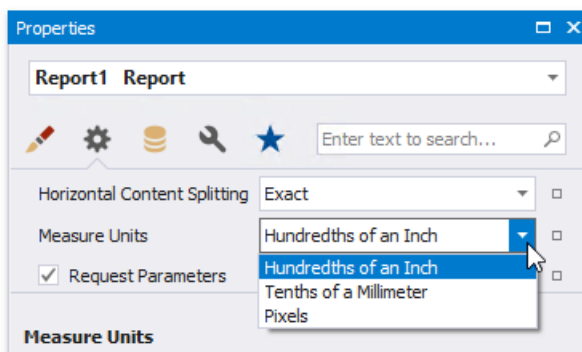 Properties
Report1 Report
Enter text to search...
Horizontal Content Splitting Exact
Measure Units Hundredths of an Inch
Request Parameters Hundredths of an Inch
Tenths of a Millimeter
Pixels
Measure Units